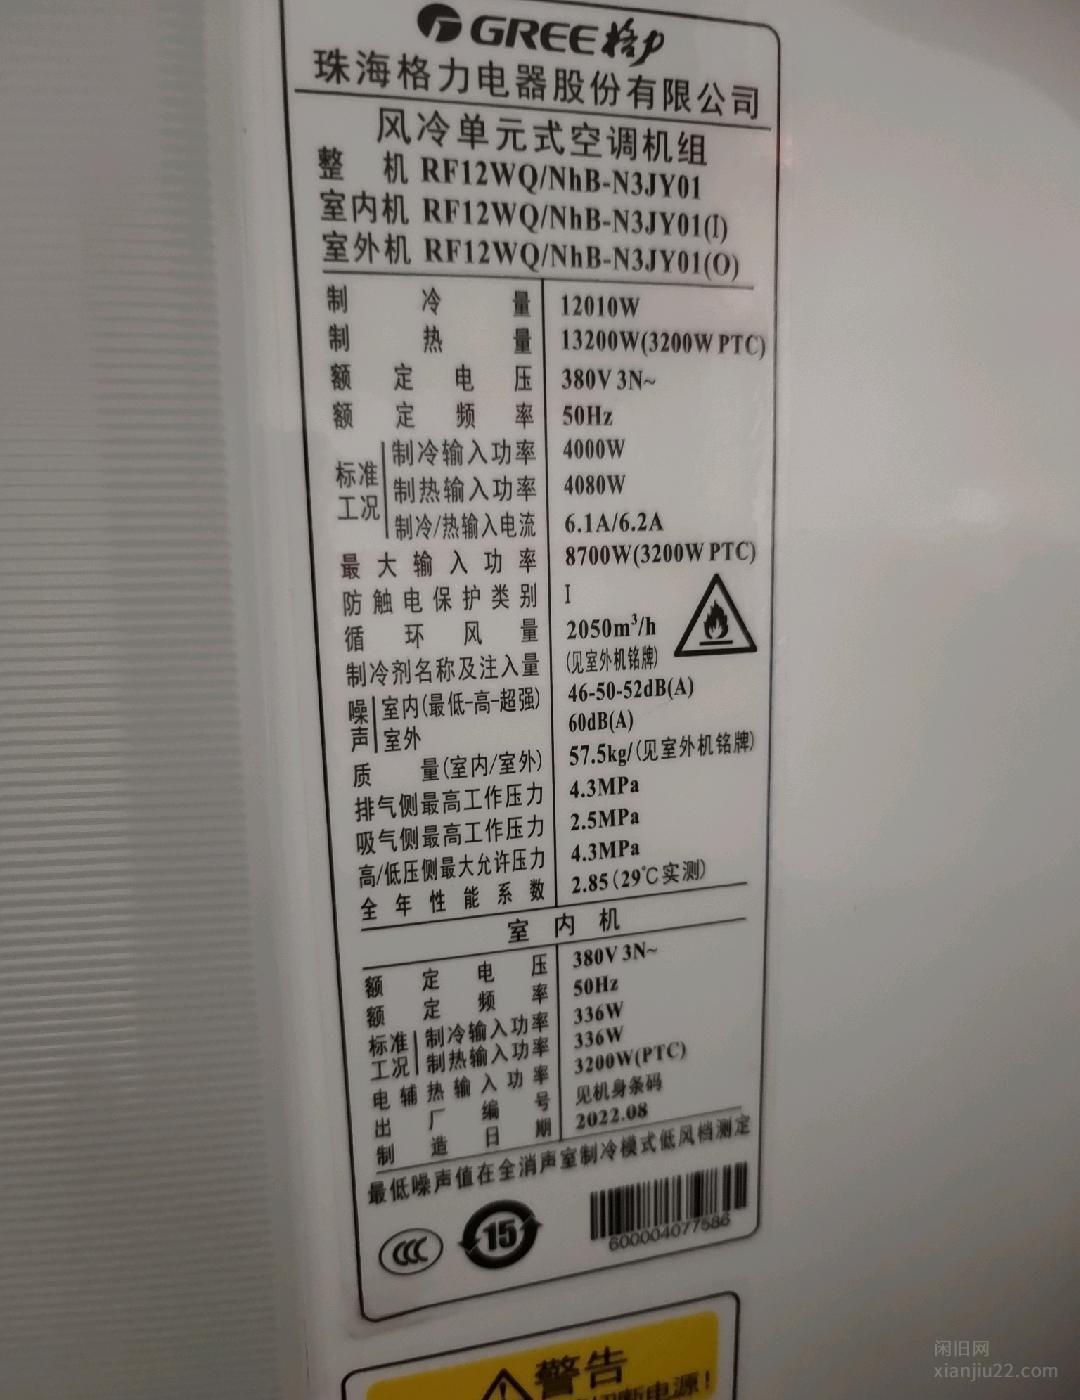 GREE格力
珠海格力电器股份有限公司
风冷单元式空调机组
整机 RF12WQ/NhB-N3JY01
室内机 RF12WQ/NhB-N3JY01(I)
室外机 RF12WQ/NhB-N3JY01(O)
制冷量 12010W
制热量 13200W(3200W PTC)
额定电压 380V 3N~
额定频率 50Hz
标准工况 制冷输入功率 4000W
制热输入功率 4080W
制冷/热输入电流 6.1A/6.2A
最大输入功率 8700W(3200W PTC)
防触电保护类别 I
循环风量 2050m³/h
制冷剂名称及注入量 (见室外机铭牌)
噪声 室内(最低-高-超强) 46-50-52dB(A)
室外 60dB(A)
质量(室内/室外) 57.5kg/(见室外机铭牌)
排气侧最高工作压力 4.3MPa
吸气侧最高工作压力 2.5MPa
高/低压侧最大允许压力 4.3MPa
全年性能系数 2.85(29℃实测)
室内机
额定电压 380V 3N~
额定频率 50Hz
标准工况 制冷输入功率 336W
制热输入功率 336W
电辅热输入功率 3200W(PTC)
出厂编号 见机身条码
制造日期 2022.08
最低噪声值在全消声室制冷模式低风档测定
CCC 15
600004077586
警告
切断电源!
闲旧网
xianjiu22.com